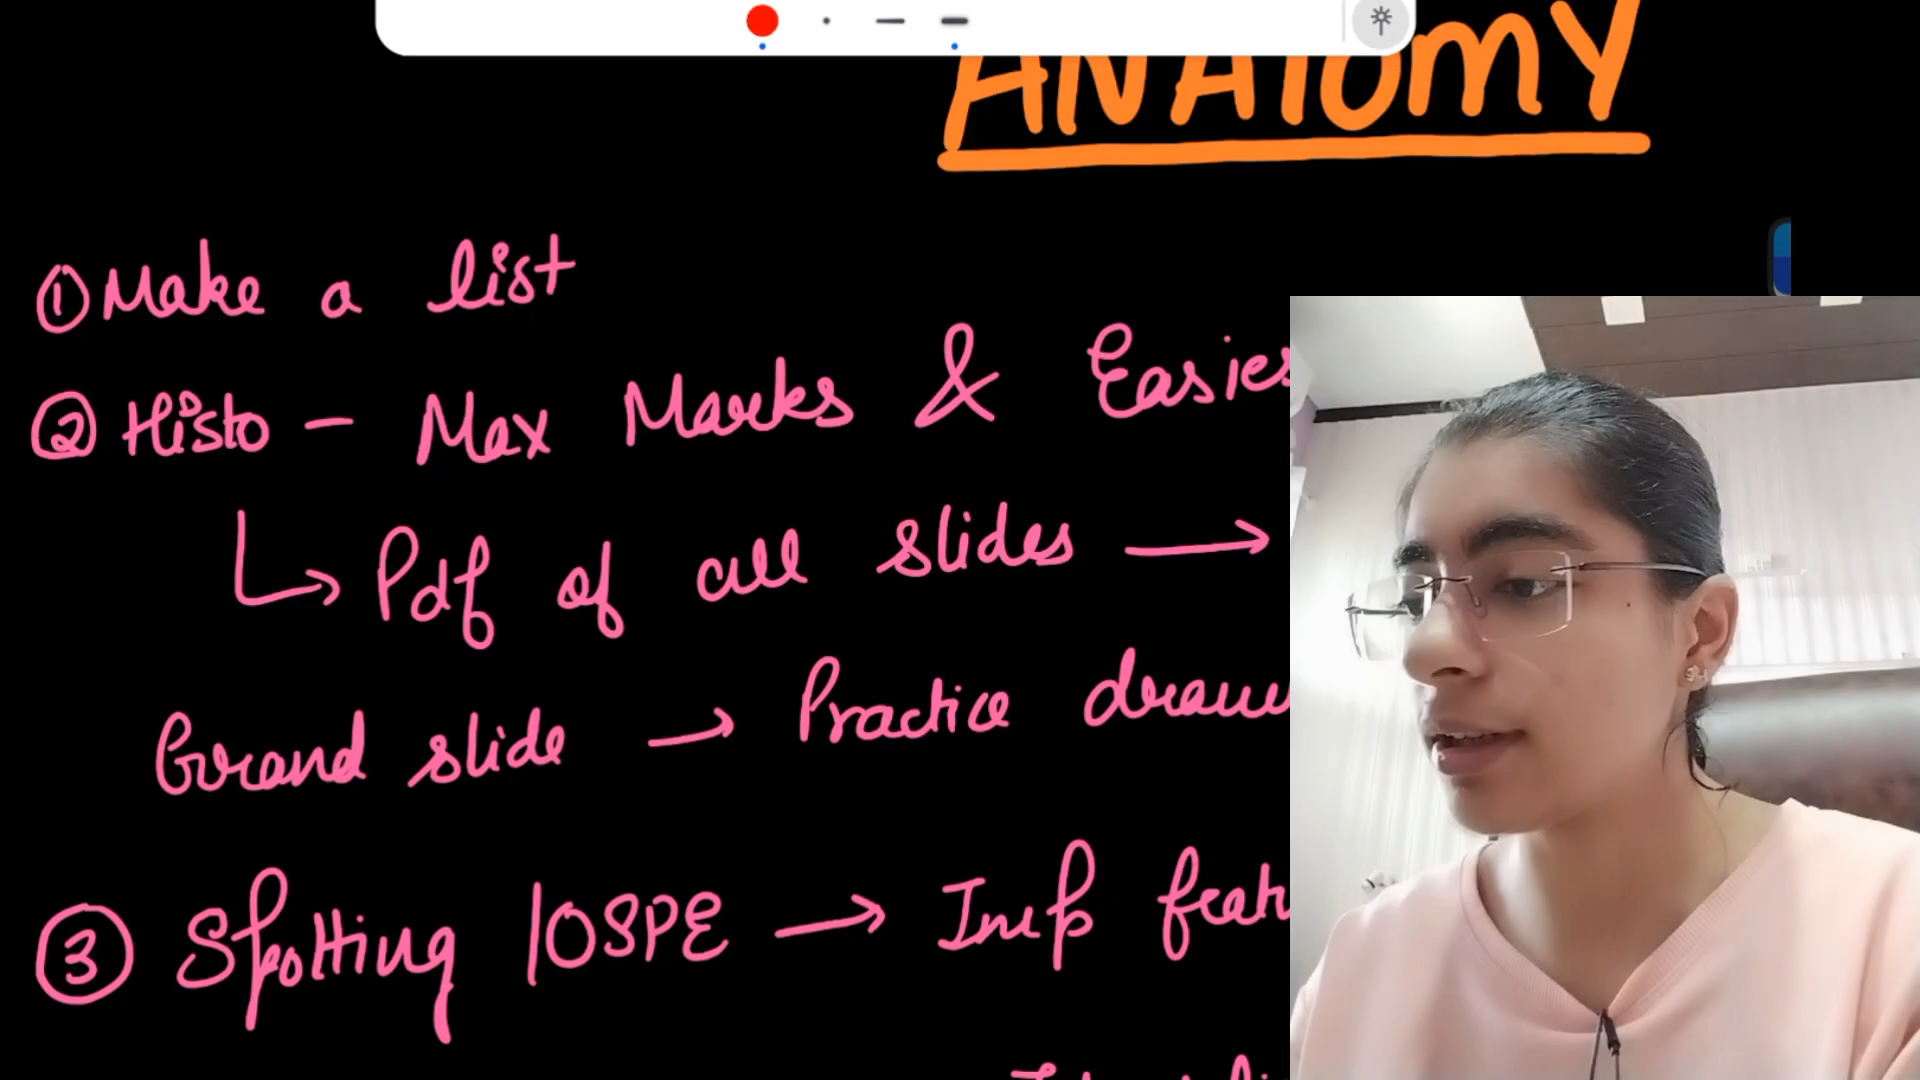 ANATOMY
① Make a list
② Histo - Max Marks & Easies
↳ Pdf of all slides →
Grand slide → Practice draw
③ Spotting / OSPE → Imp feat